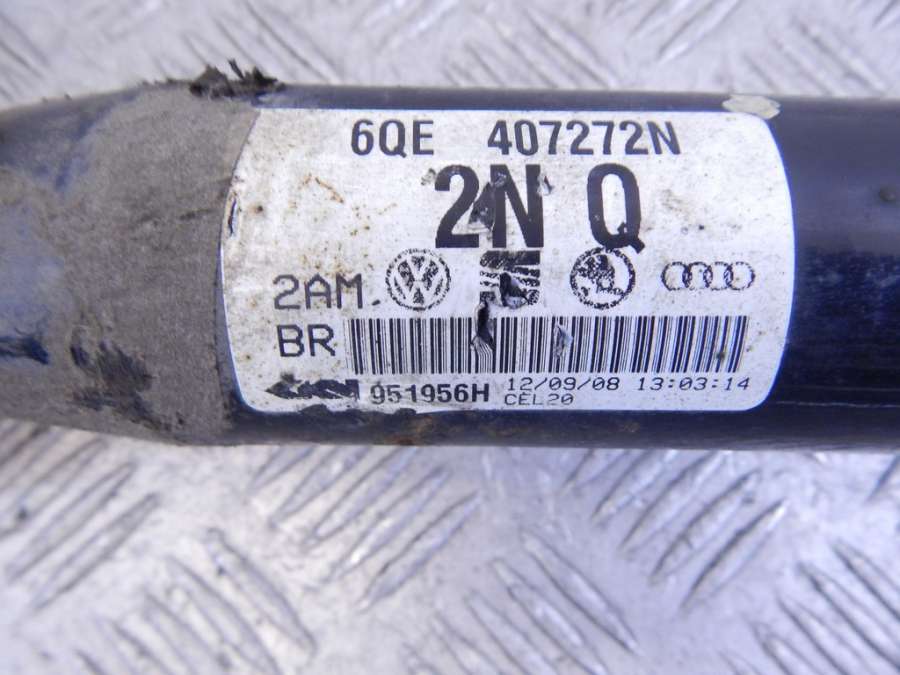 6QE 407272N
2N Q
2AM.
BR
951956H 12/09/08 13:03:14
CEL20